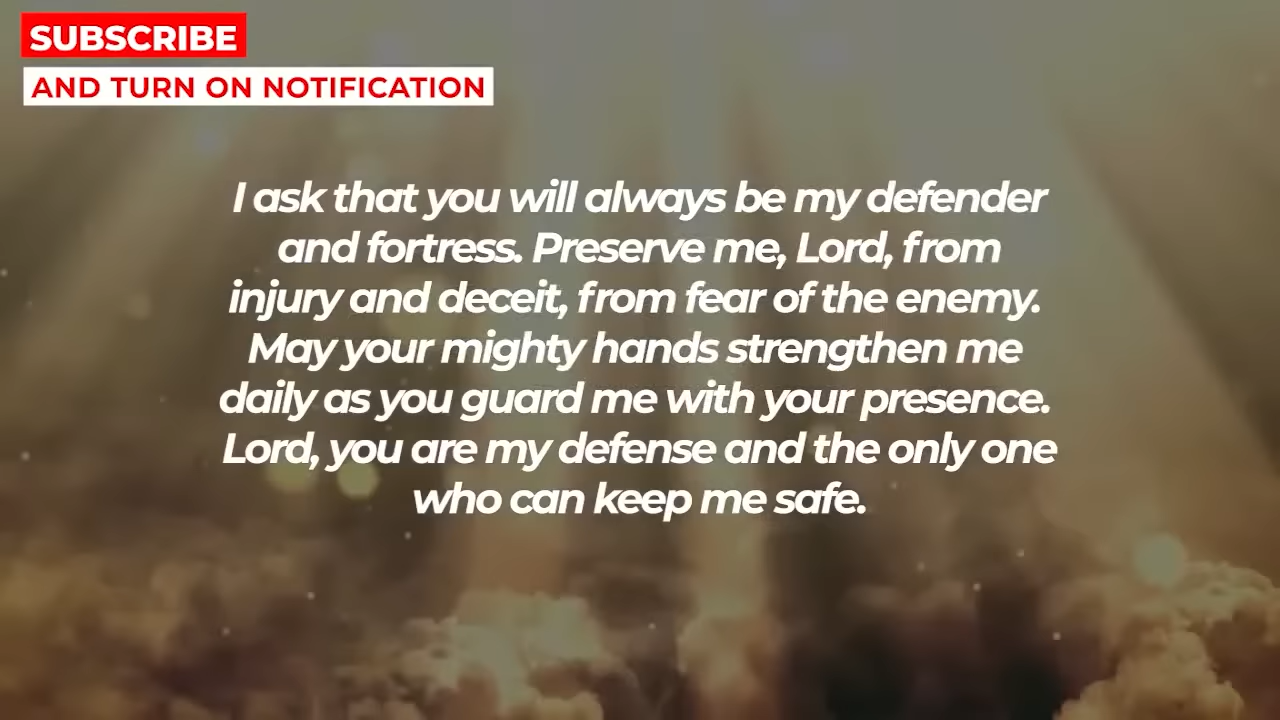 SUBSCRIBE
AND TURN ON NOTIFICATION
I ask that you will always be my defender
and fortress. Preserve me, Lord, from
injury and deceit, from fear of the enemy.
May your mighty hands strengthen me
daily as you guard me with your presence.
Lord, you are my defense and the only one
who can keep me safe.